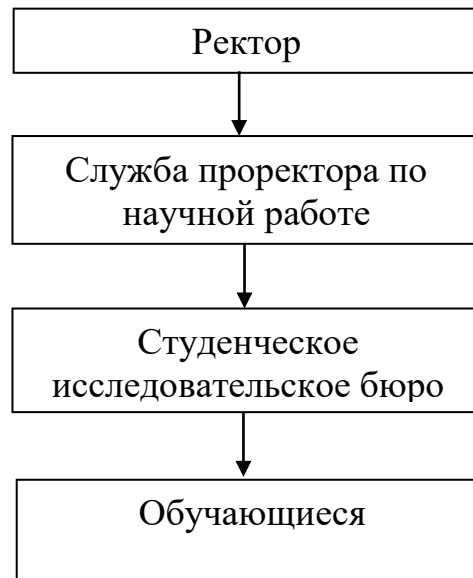 Ректор
Служба проректора по
научной работе
Студенческое
исследовательское бюро
Обучающиеся